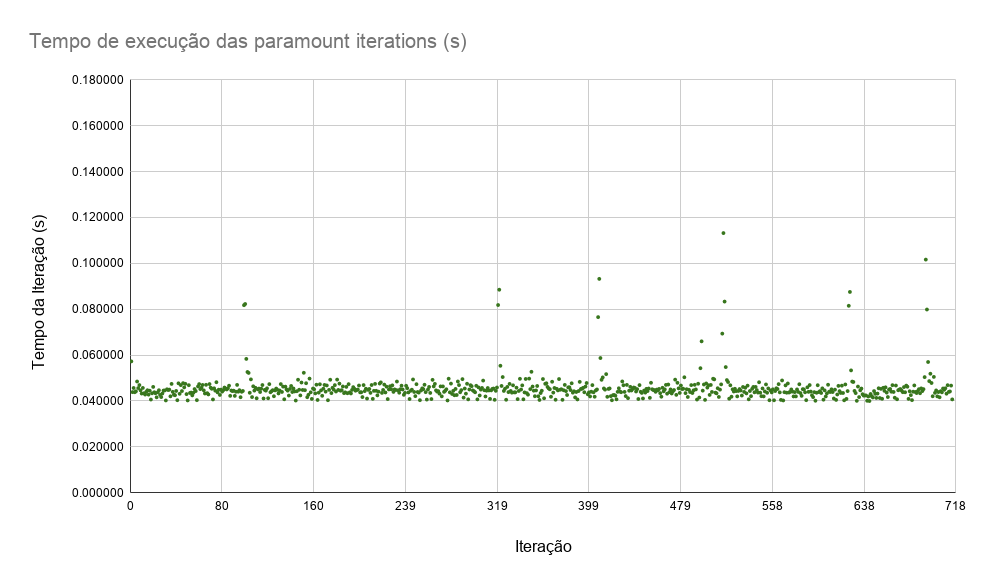 Tempo de execução das paramount iterations (s)
0.180000
0.160000
0.140000
0.120000
0.100000
0.080000
0.060000
0.040000
0.020000
0.000000
Tempo da Iteração (s)
0 80 160 239 319 399 479 558 638 718
Iteração